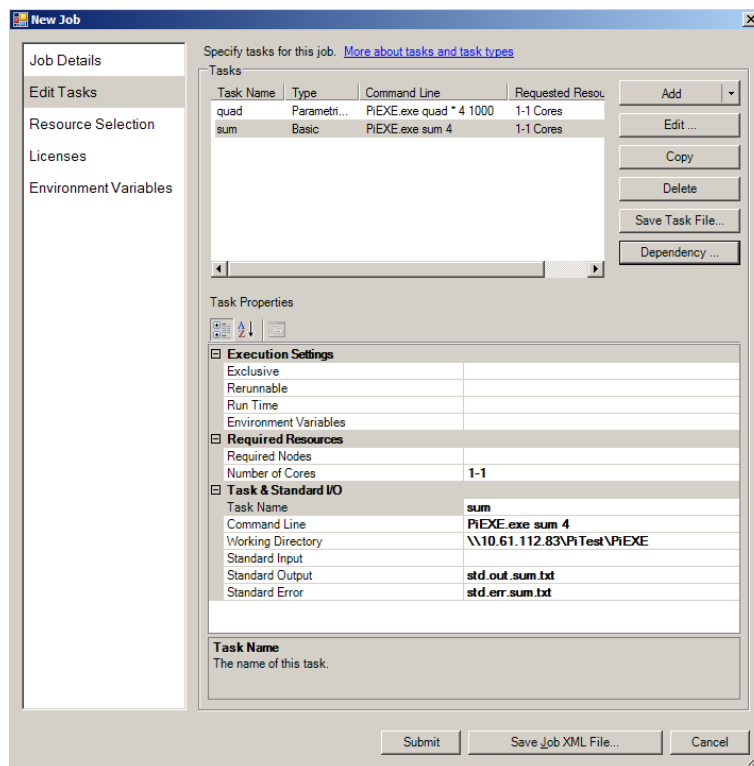 New Job
Job Details
Edit Tasks
Resource Selection
Licenses
Environment Variables
Specify tasks for this job. More about tasks and task types
Tasks
Task Name Type Command Line Requested Resou
quad Parametri... PiEXE.exe quad * 4 1000 1-1 Cores
sum Basic PiEXE.exe sum 4 1-1 Cores
Add
Edit ...
Copy
Delete
Save Task File...
Dependency ...
Task Properties
Execution Settings
Exclusive
Rerunnable
Run Time
Environment Variables
Required Resources
Required Nodes
Number of Cores 1-1
Task & Standard I/O
Task Name sum
Command Line PiEXE.exe sum 4
Working Directory \\10.61.112.83\PiTest\PiEXE
Standard Input
Standard Output std.out.sum.txt
Standard Error std.err.sum.txt
Task Name
The name of this task.
Submit
Save Job XML File...
Cancel